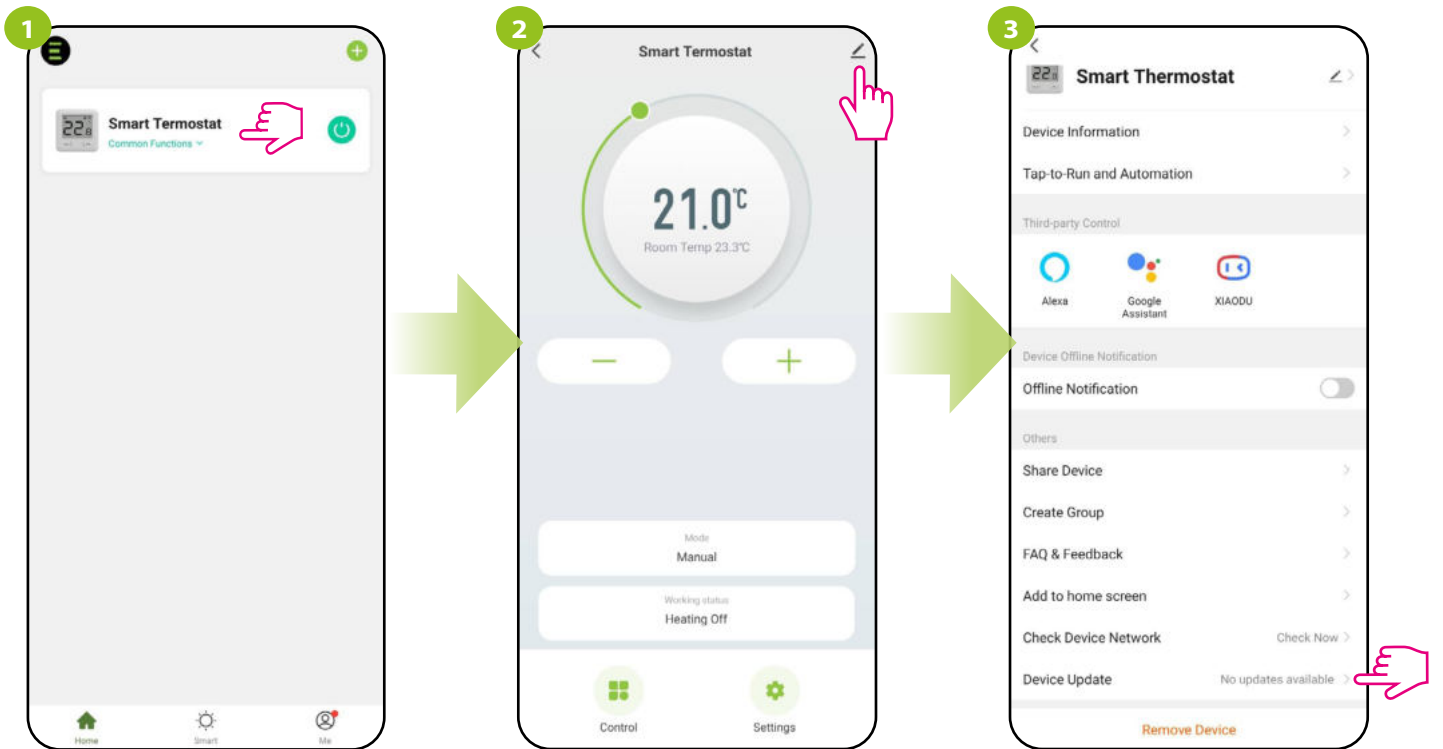 1
Smart Termostat
Common Functions
Home
Smart
Me
2
Smart Termostat
21.0℃
Room Temp 23.3℃
Mode
Manual
Working status
Heating Off
Control
Settings
3
Smart Thermostat
Device Information
Tap-to-Run and Automation
Third-party Control
Alexa
Google
Assistant
XIAODU
Device Offline Notification
Offline Notification
Others
Share Device
Create Group
FAQ & Feedback
Add to home screen
Check Device Network Check Now
Device Update No updates available
Remove Device